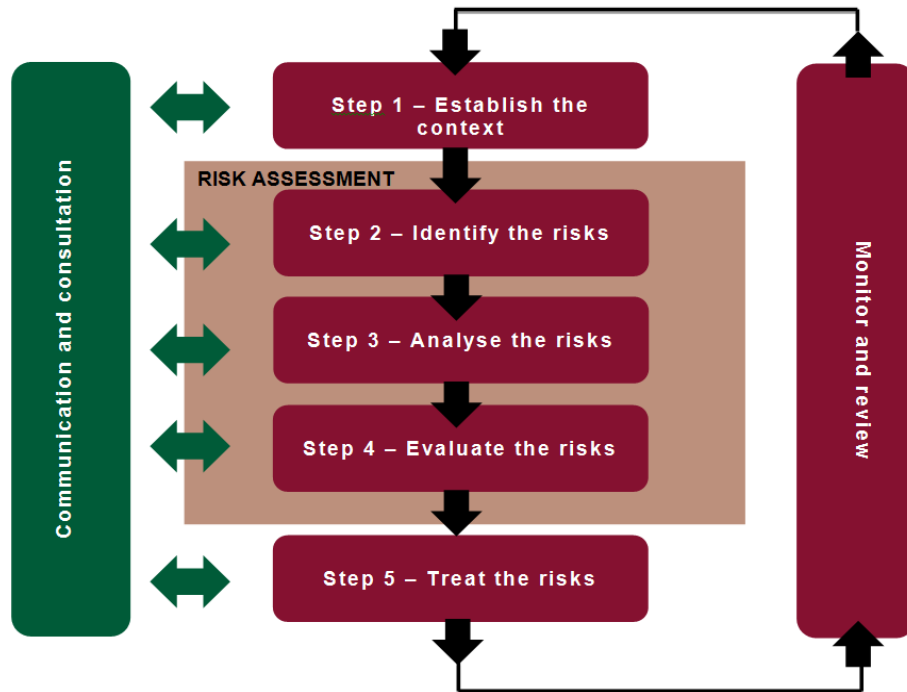 Step 1 – Establish the
context
RISK ASSESSMENT
Step 2 – Identify the risks
Step 3 – Analyse the risks
Step 4 – Evaluate the risks
Step 5 – Treat the risks
Communication and consultation
Monitor and review